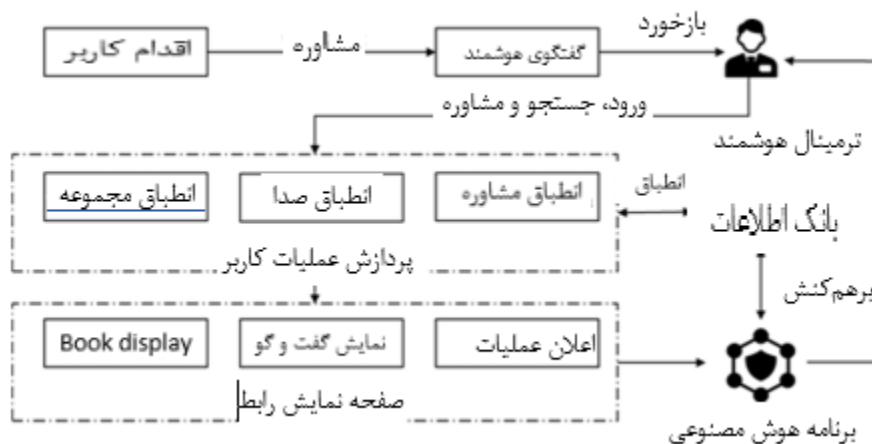 اقدام کاربر
مشاوره
گفتگوی هوشمند
بازخورد
ورود، جستجو و مشاوره
ترمینال هوشمند
انطباق مجموعه
انطباق صدا
انطباق مشاوره
انطباق
بانک اطلاعات
پردازش عملیات کاربر
برهم‌کنش
Book display
نمایش گفت و گو
اعلان عملیات
صفحه نمایش رابط
برنامه هوش مصنوعی